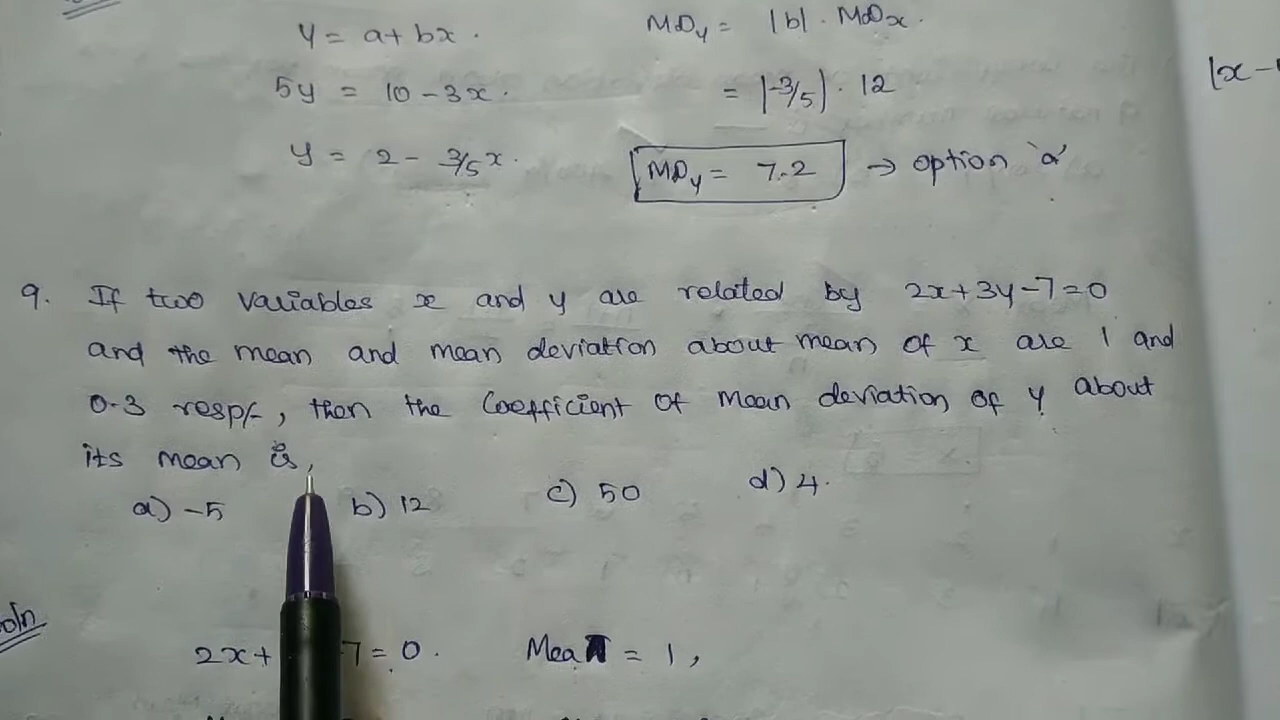 y = a + bx .
MDy = |b| . MDx .
|x -
5y = 10 - 3x .
= |-3/5| . 12
y = 2 - 3/5 x .
MDy = 7.2 → option 'a'
9. If two variables x and y are related by 2x+3y-7=0
and the mean and mean deviation about mean of x are 1 and
0.3 resp/-, then the Coefficient of mean deviation of y about
its mean is,
a) -5 b) 12 c) 50 d) 4.
soln
2x+ 7 = 0 . Mean = 1 ,